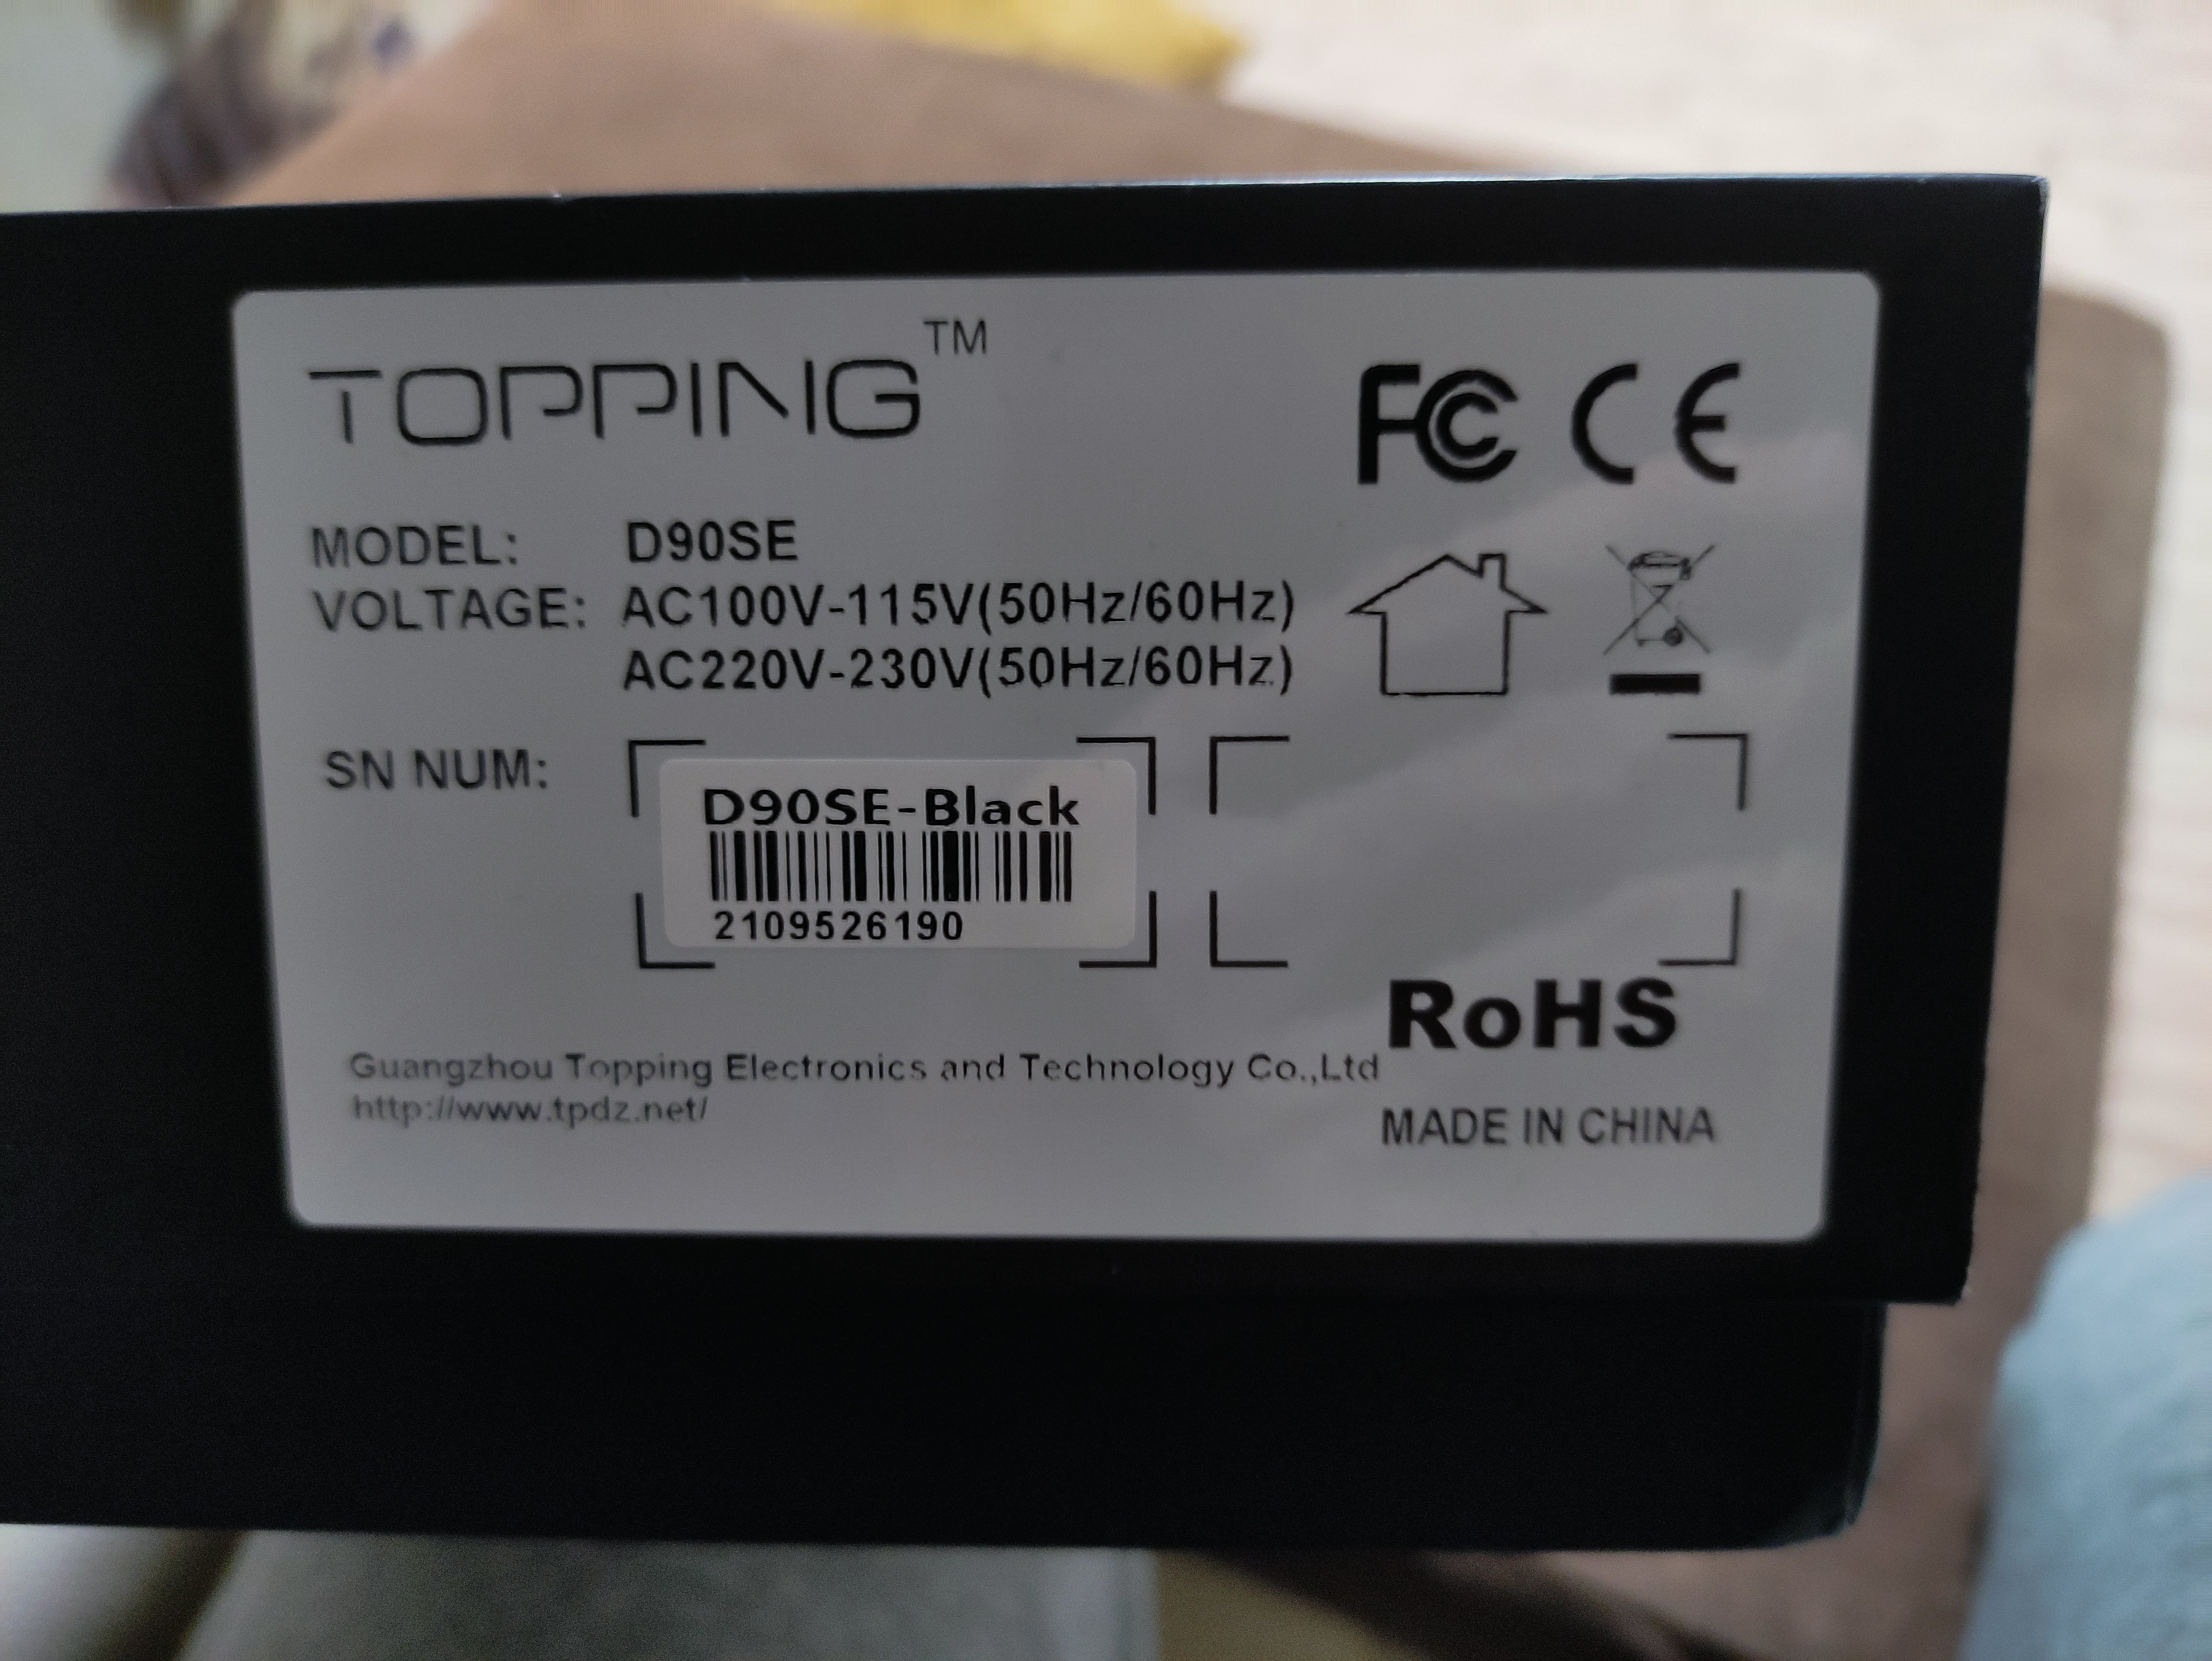 TOPPING™
FC CE
MODEL: D90SE
VOLTAGE: AC100V-115V(50Hz/60Hz)
AC220V-230V(50Hz/60Hz)
SN NUM:
D90SE-Black
2109526190
RoHS
Guangzhou Topping Electronics and Technology Co.,Ltd
http://www.tpdz.net/
MADE IN CHINA